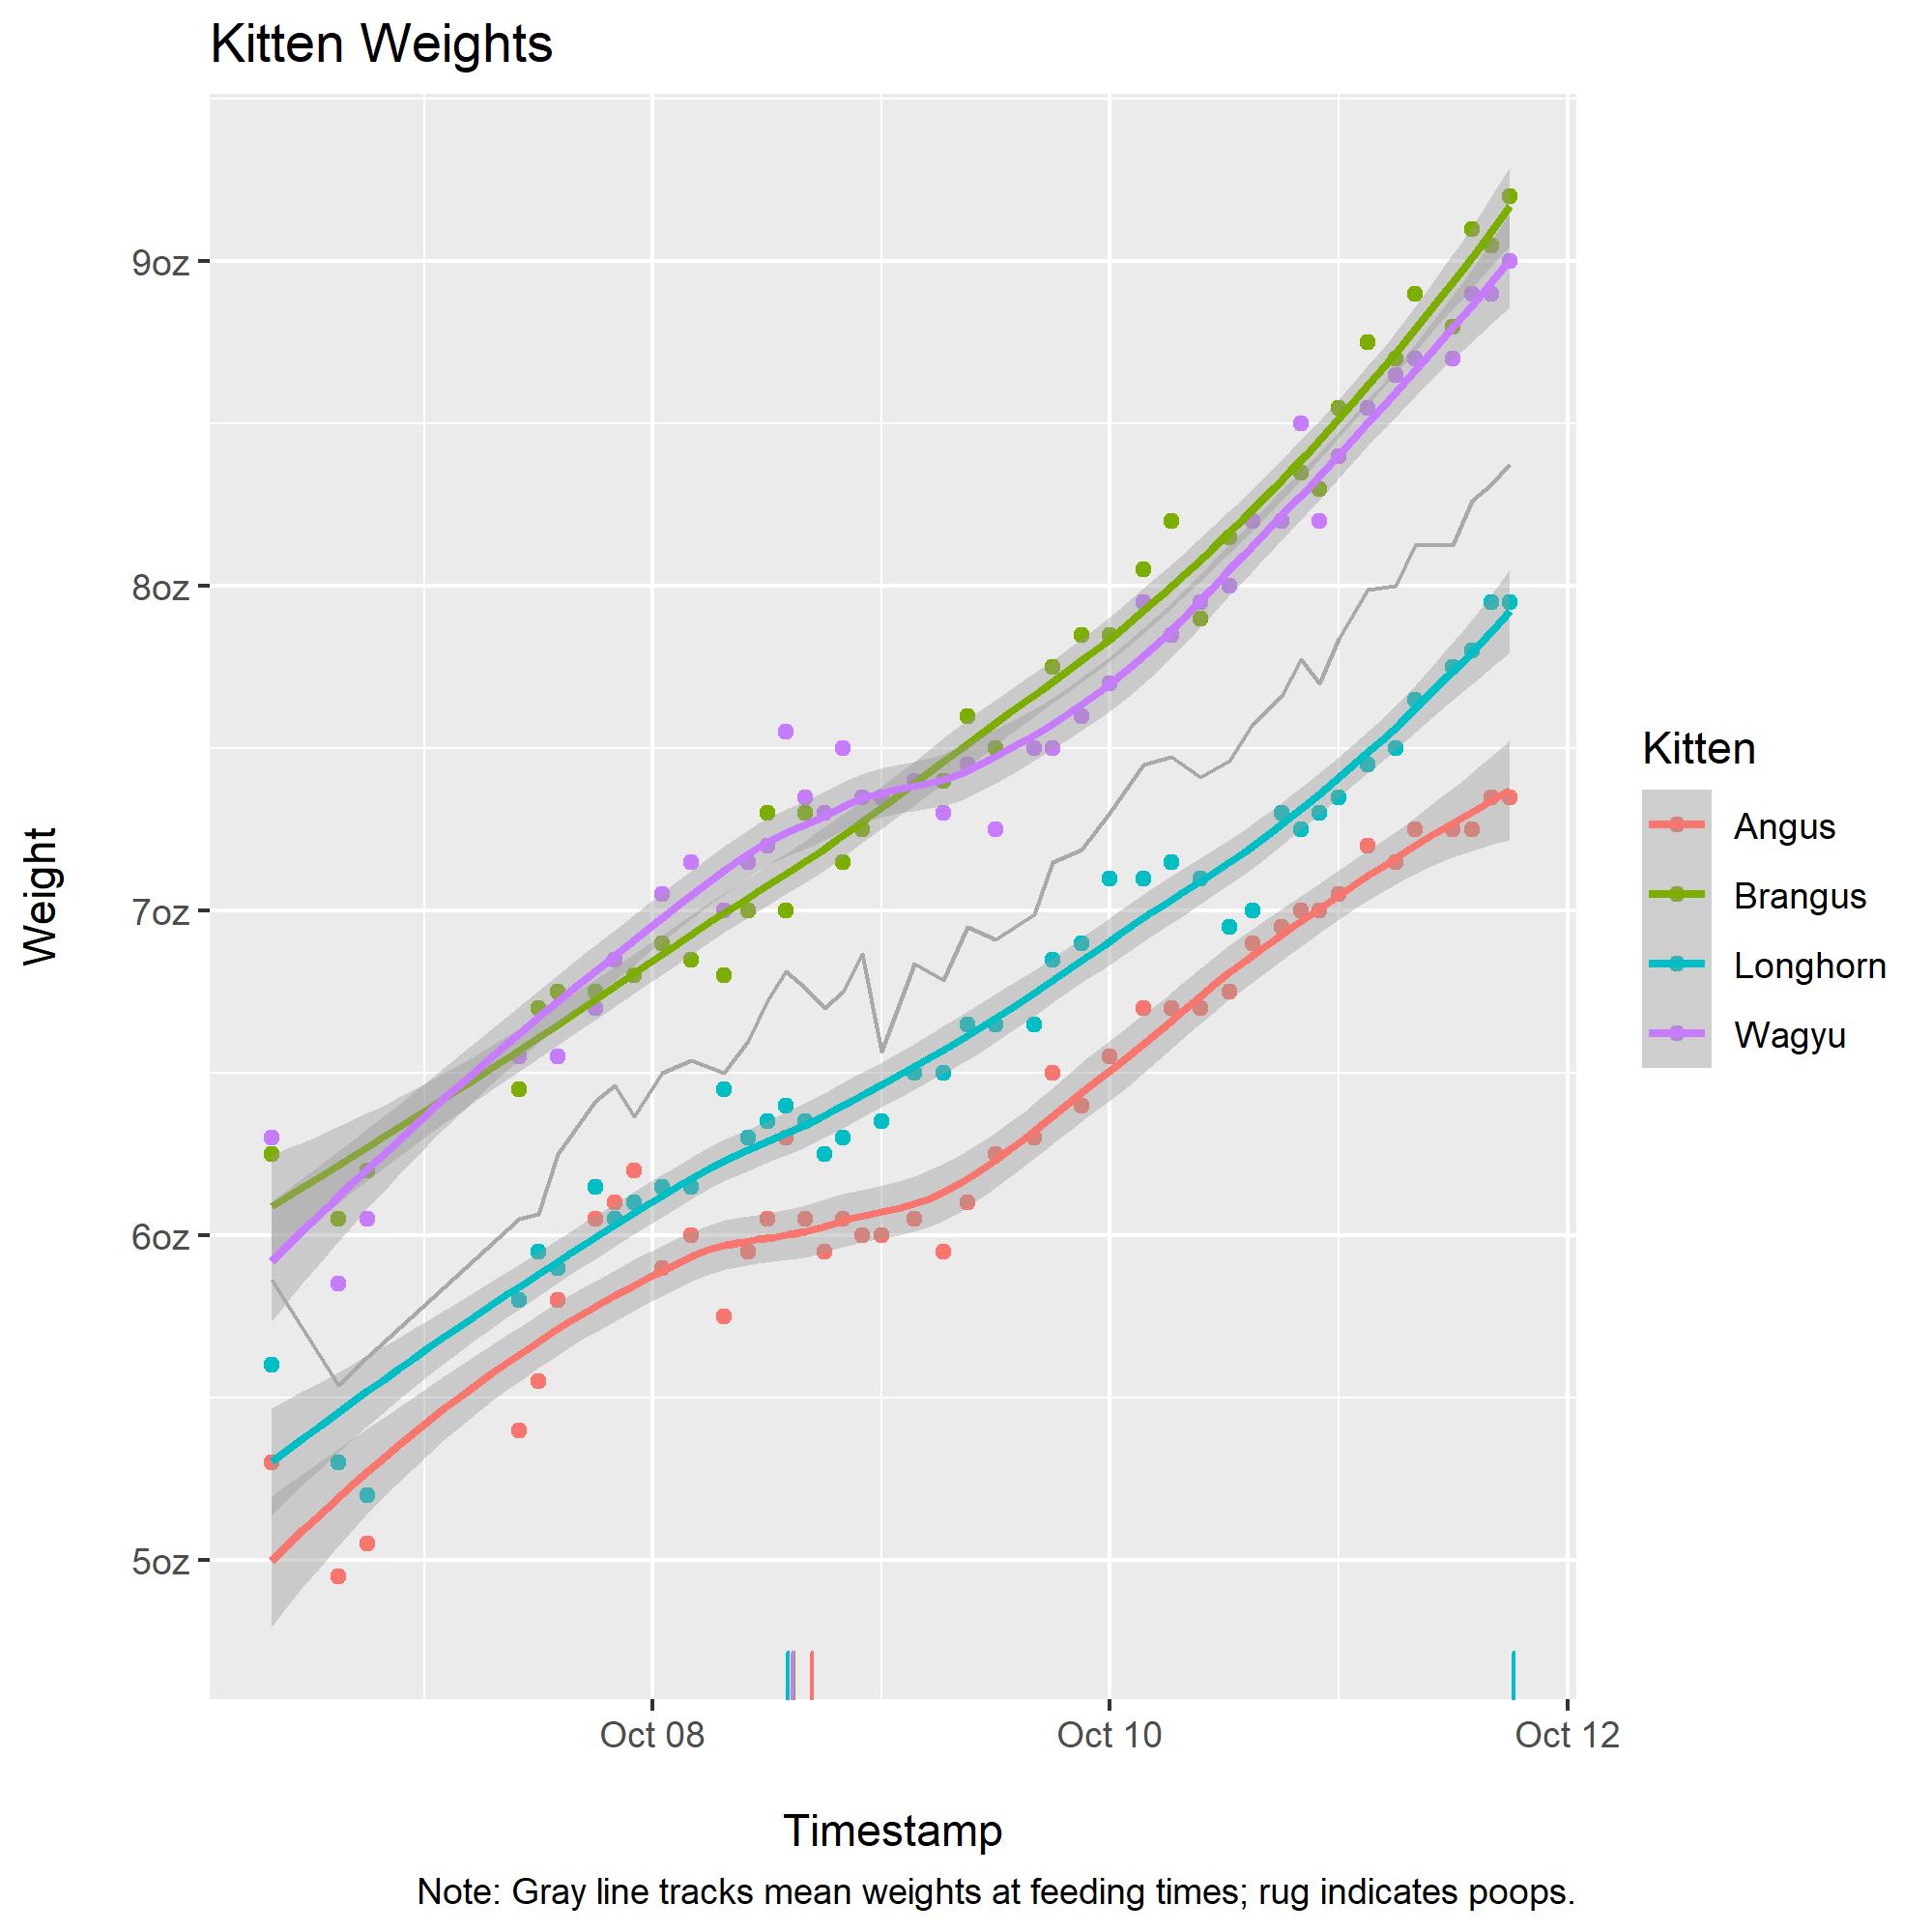 Kitten Weights
9oz
8oz
7oz
6oz
5oz
Weight
Oct 08
Oct 10
Oct 12
Timestamp
Kitten
Angus
Brangus
Longhorn
Wagyu
Note: Gray line tracks mean weights at feeding times; rug indicates poops.